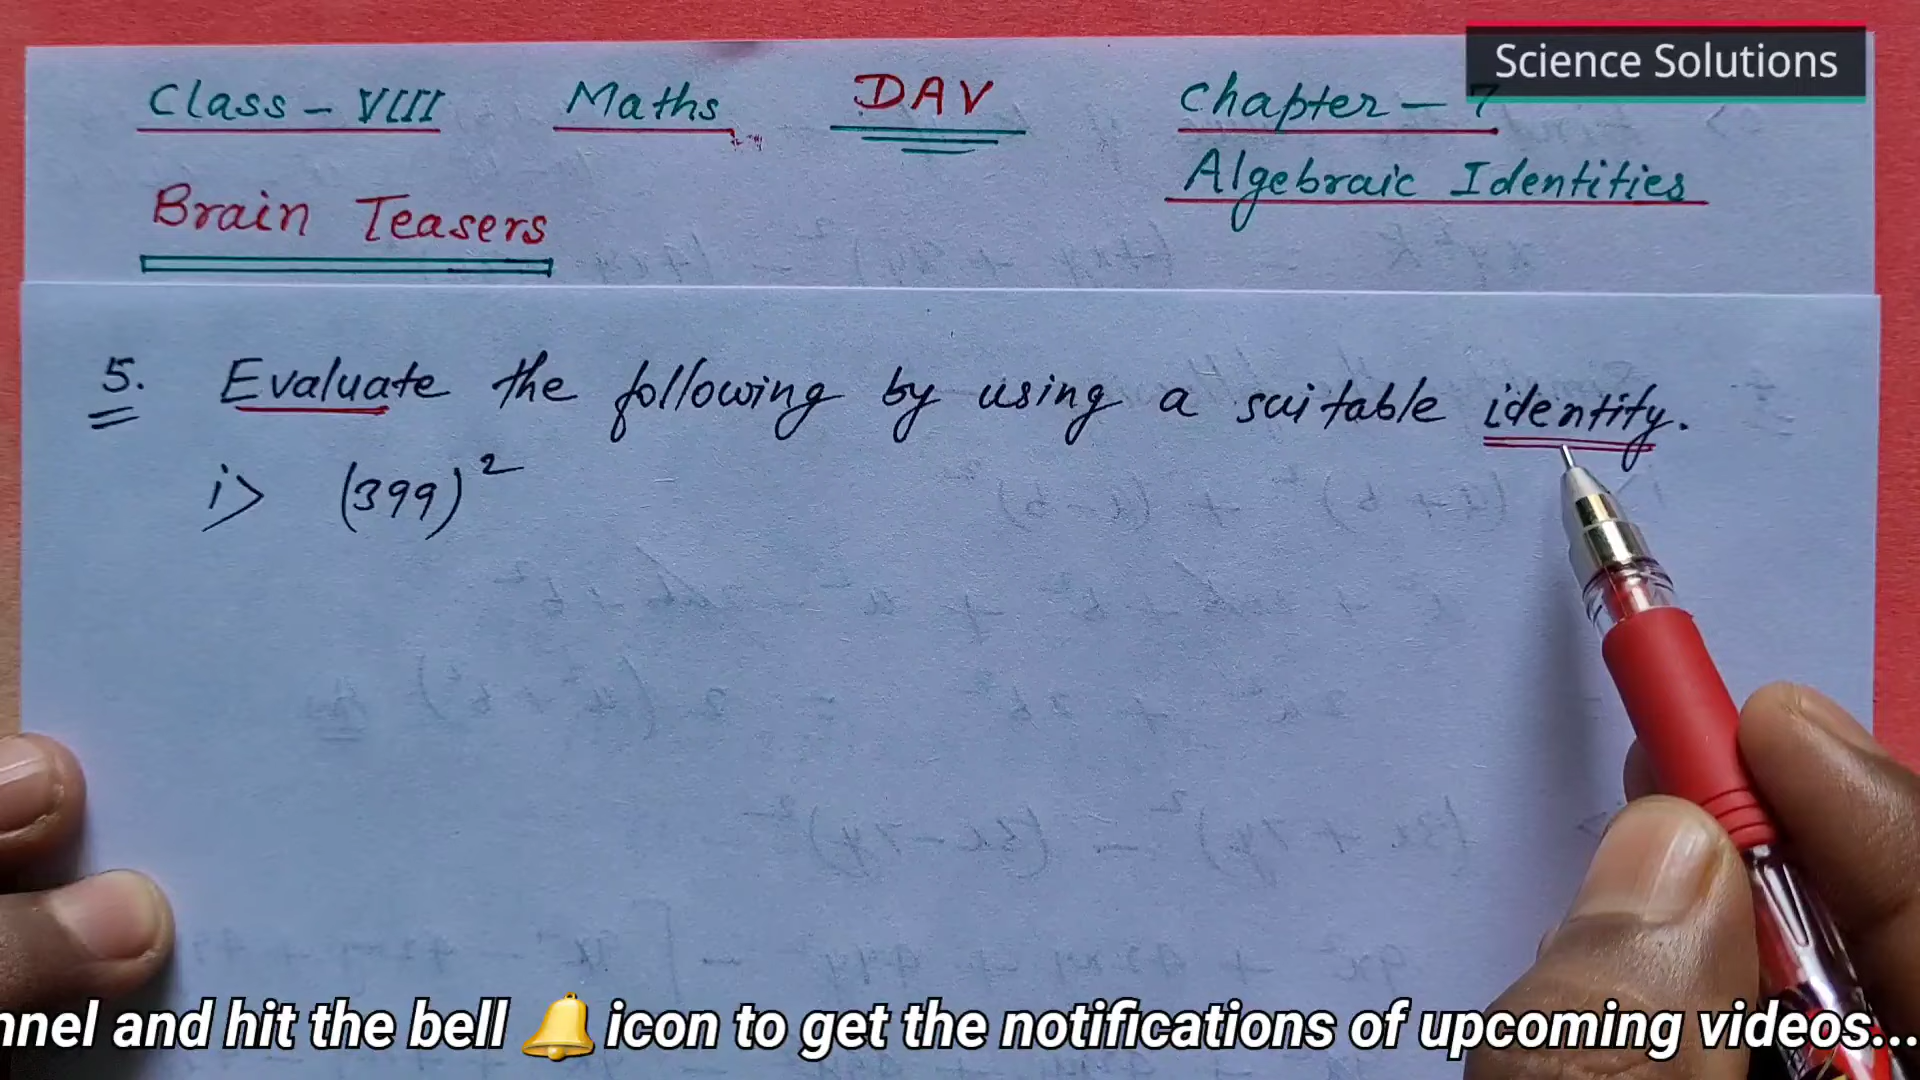 Science Solutions
Class - VIII Maths DAV Chapter - 7
Algebraic Identities
Brain Teasers
5. Evaluate the following by using a suitable identity.
i> (399)²
nnel and hit the bell 🔔 icon to get the notifications of upcoming videos...